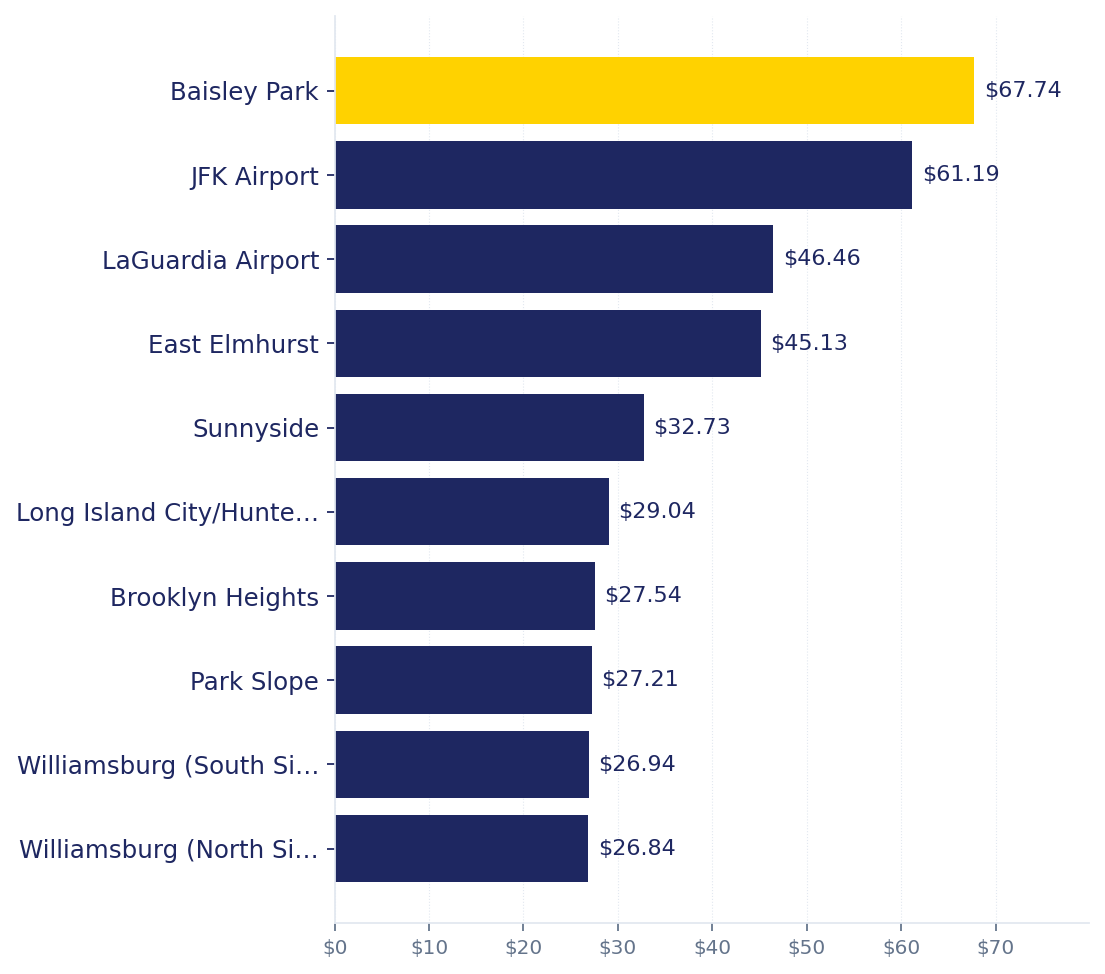 Baisley Park $67.74
JFK Airport $61.19
LaGuardia Airport $46.46
East Elmhurst $45.13
Sunnyside $32.73
Long Island City/Hunte... $29.04
Brooklyn Heights $27.54
Park Slope $27.21
Williamsburg (South Si... $26.94
Williamsburg (North Si... $26.84
$0 $10 $20 $30 $40 $50 $60 $70